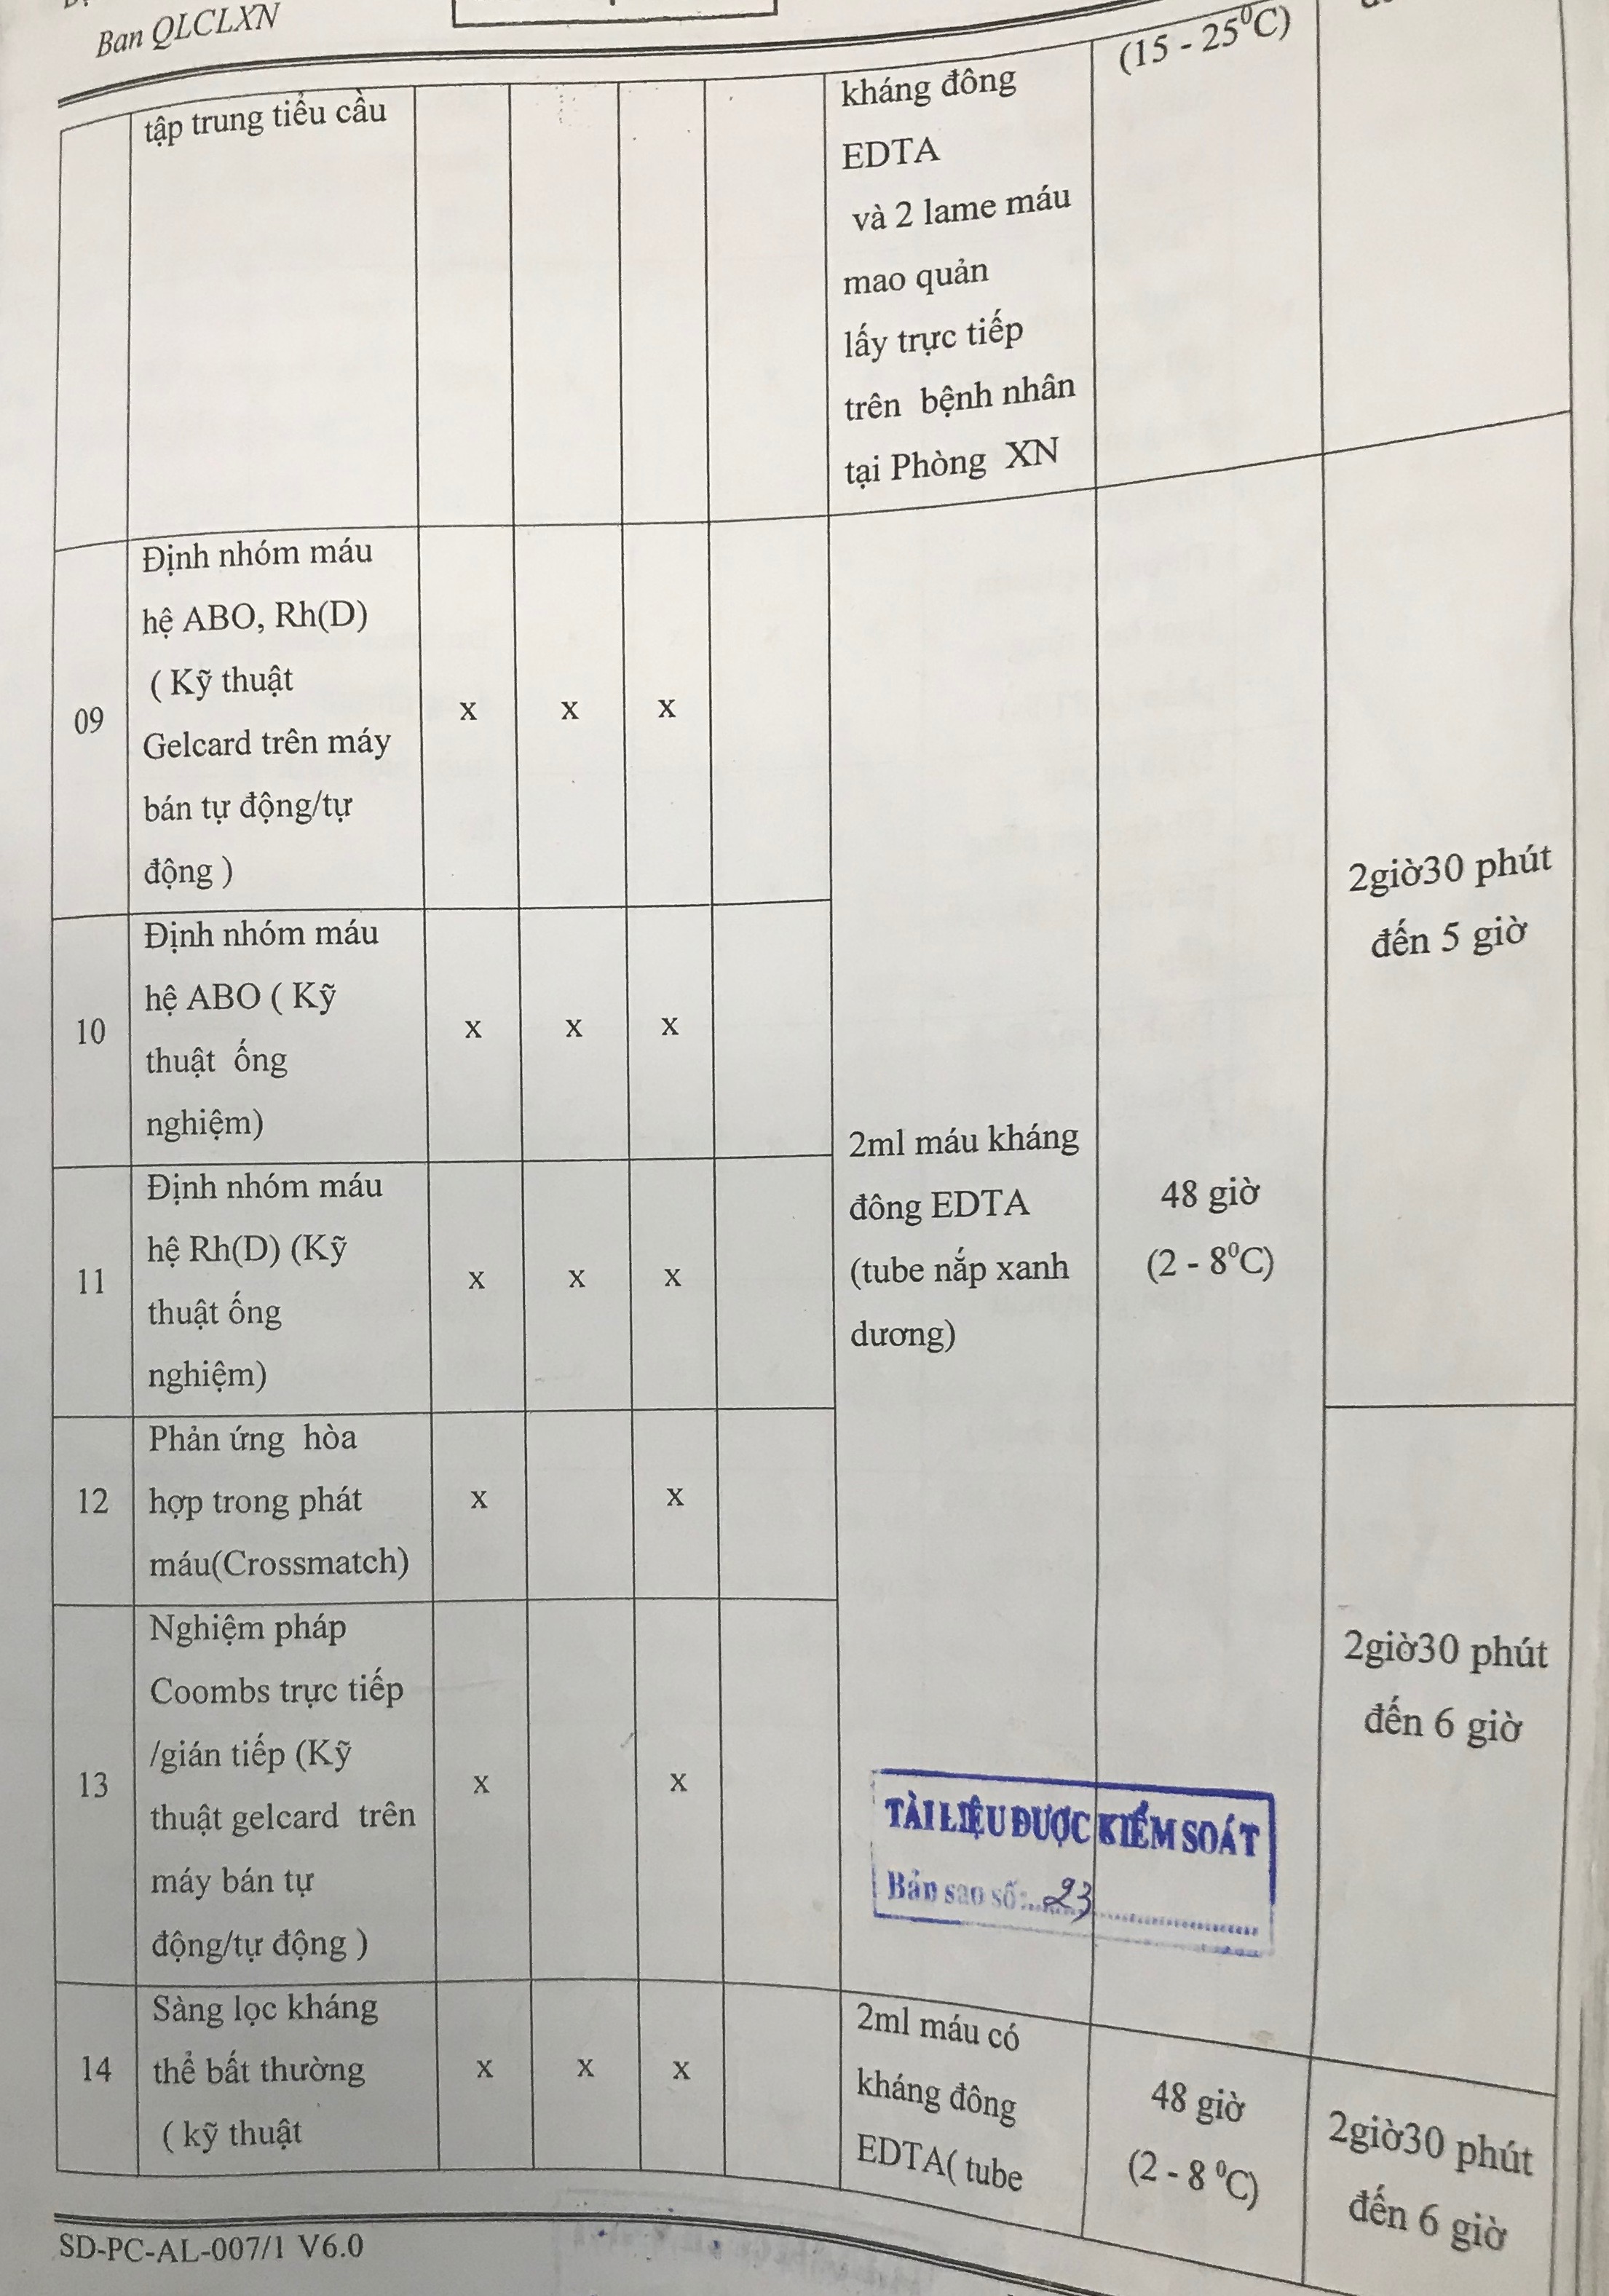 Ban QLCLXN
tập trung tiểu cầu
kháng đông
EDTA
và 2 lame máu
mao quản
lấy trực tiếp
trên bệnh nhân
tại Phòng XN
(15 - 25⁰C)
09
Định nhóm máu
hệ ABO, Rh(D)
( Kỹ thuật
Gelcard trên máy
bán tự động/tự
động )
x x x
10
Định nhóm máu
hệ ABO ( Kỹ
thuật ống
nghiệm)
x x x
11
Định nhóm máu
hệ Rh(D) (Kỹ
thuật ống
nghiệm)
x x x
12
Phản ứng hòa
hợp trong phát
máu(Crossmatch)
x x
13
Nghiệm pháp
Coombs trực tiếp
/gián tiếp (Kỹ
thuật gelcard trên
máy bán tự
động/tự động )
x x
2ml máu kháng
đông EDTA
(tube nắp xanh
dương)
48 giờ
(2 - 8⁰C)
2giờ30 phút
đến 5 giờ
2giờ30 phút
đến 6 giờ
TÀI LIỆU ĐƯỢC KIỂM SOÁT
Bản sao số:...23..............
14
Sàng lọc kháng
thể bất thường
( kỹ thuật
x x x
2ml máu có
kháng đông
EDTA( tube
48 giờ
(2 - 8 ⁰C)
2giờ30 phút
đến 6 giờ
SD-PC-AL-007/1 V6.0